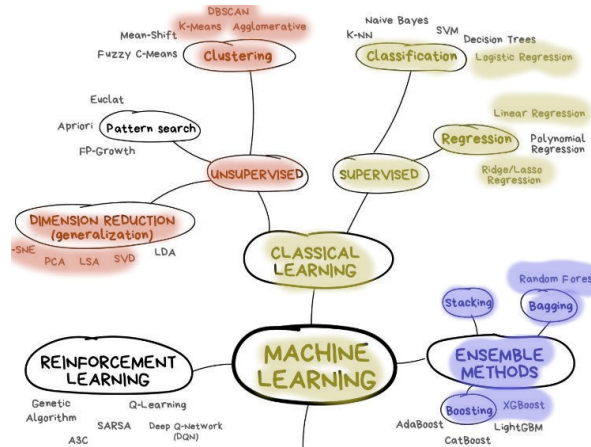 DBSCAN
K-Means Agglomerative
Mean-Shift
Fuzzy C-Means
Clustering
Naive Bayes
K-NN
SVM
Decision Trees
Classification
Logistic Regression
Euclat
Apriori
Pattern search
FP-Growth
Linear Regression
Regression
Polynomial
Regression
Ridge/Lasso
Regression
UNSUPERVISED
SUPERVISED
DIMENSION REDUCTION
(generalization)
-SNE
PCA
LSA
SVD
LDA
CLASSICAL
LEARNING
Random Fores
Stacking
Bagging
MACHINE
LEARNING
ENSEMBLE
METHODS
REINFORCEMENT
LEARNING
Boosting
XGBoost
AdaBoost
LightGBM
CatBoost
Genetic
Algorithm
Q-Learning
SARSA
Deep Q-Network
(DQN)
A3C